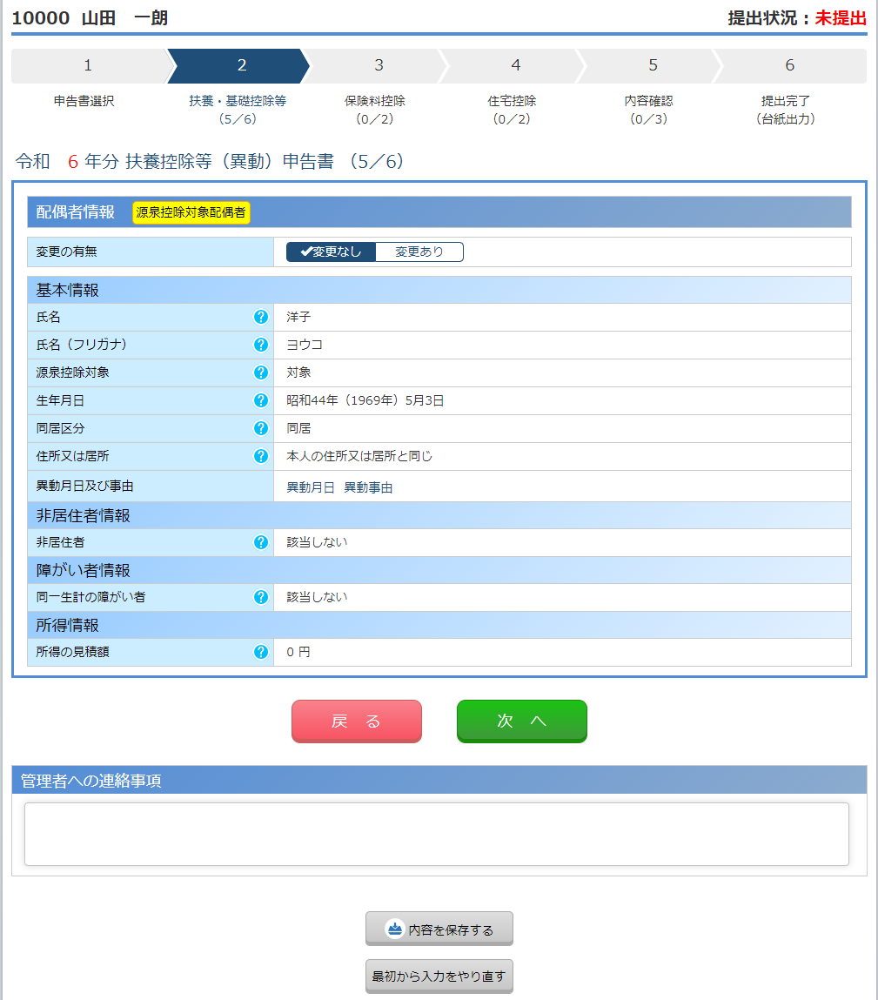 10000 山田　一朗　提出状況：未提出
1 2 3 4 5 6
申告書選択 扶養・基礎控除等 保険料控除 住宅控除 内容確認 提出完了
（5／6） （0／2） （0／2） （0／3） （台紙出力）
令和　6 年分 扶養控除等（異動）申告書 （5／6）
配偶者情報 源泉控除対象配偶者
変更の有無 ✔変更なし 変更あり
基本情報
氏名 ? 洋子
氏名（フリガナ） ? ヨウコ
源泉控除対象 ? 対象
生年月日 ? 昭和44年（1969年）5月3日
同居区分 ? 同居
住所又は居所 ? 本人の住所又は居所と同じ
異動月日及び事由 異動月日 異動事由
非居住者情報
非居住者 ? 該当しない
障がい者情報
同一生計の障がい者 ? 該当しない
所得情報
所得の見積額 ? 0 円
戻　る 次　へ
管理者への連絡事項
内容を保存する
最初から入力をやり直す